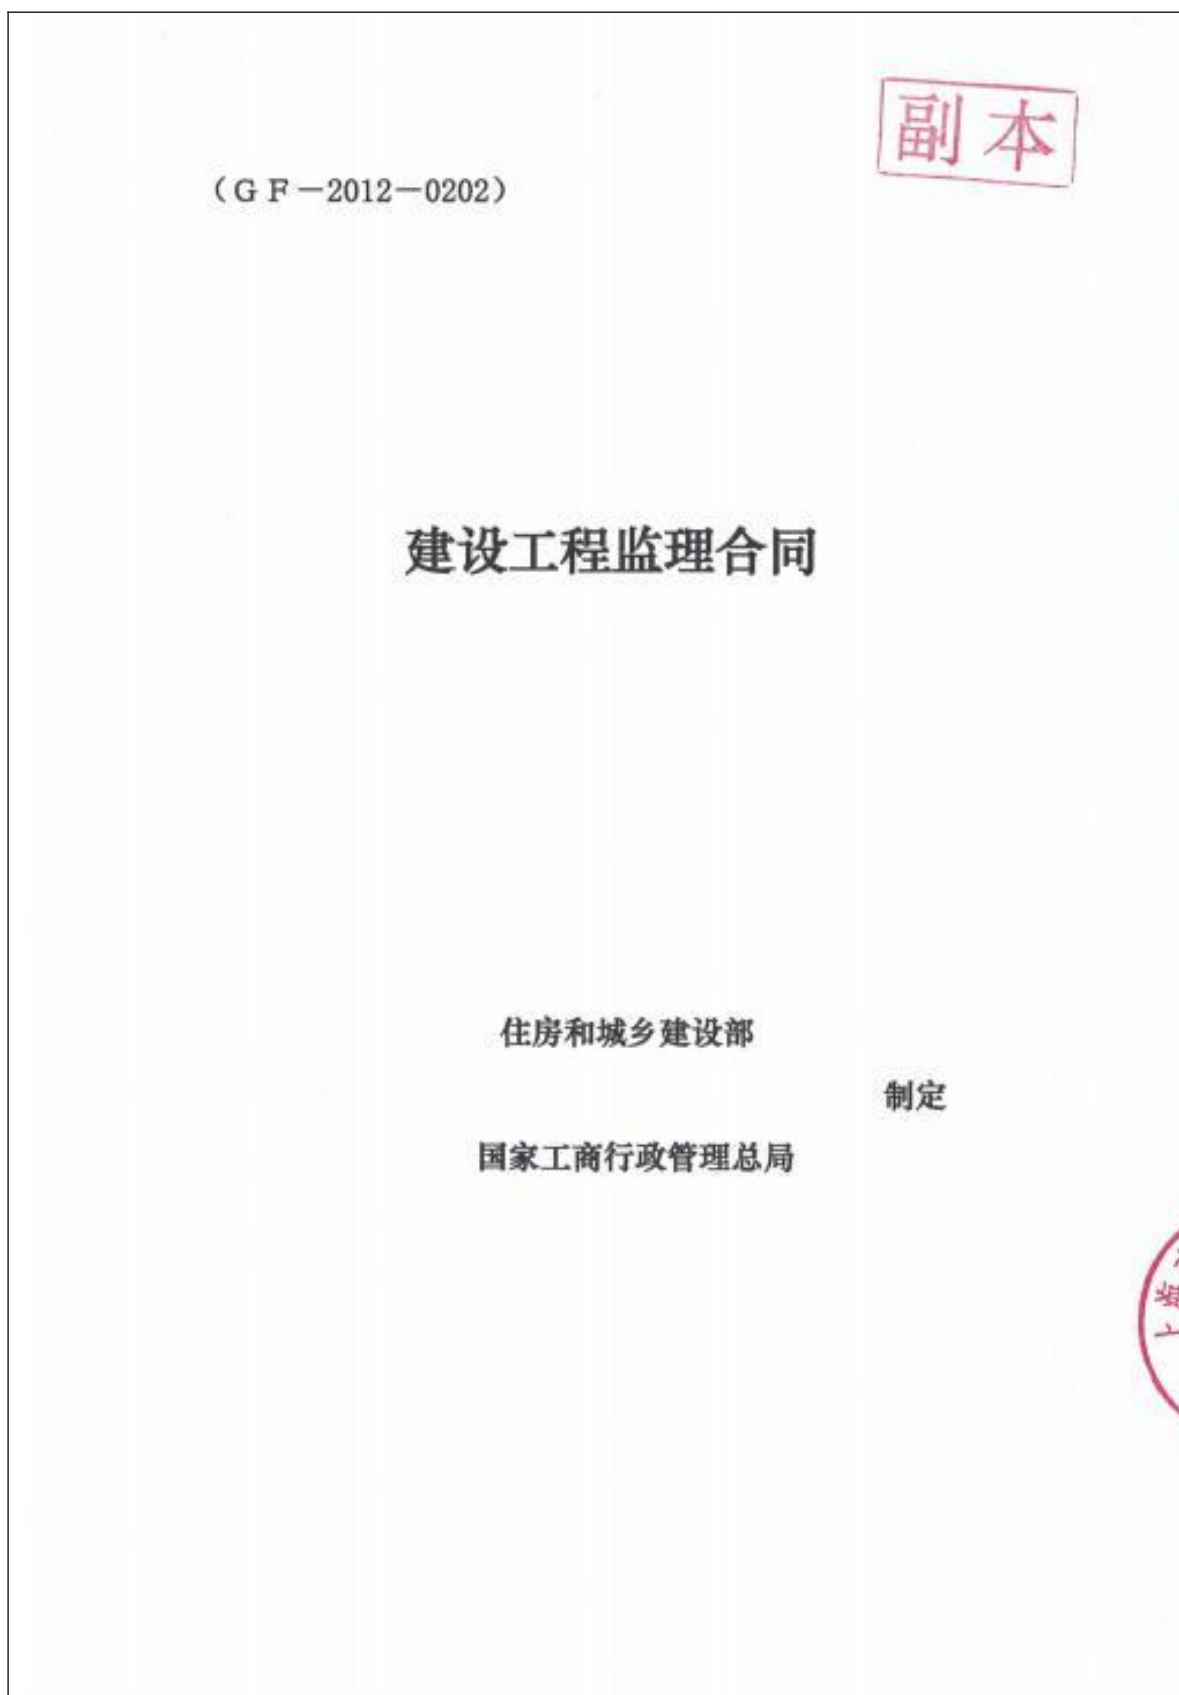 副本
（GF－2012－0202）
建设工程监理合同
住房和城乡建设部
制定
国家工商行政管理总局
上